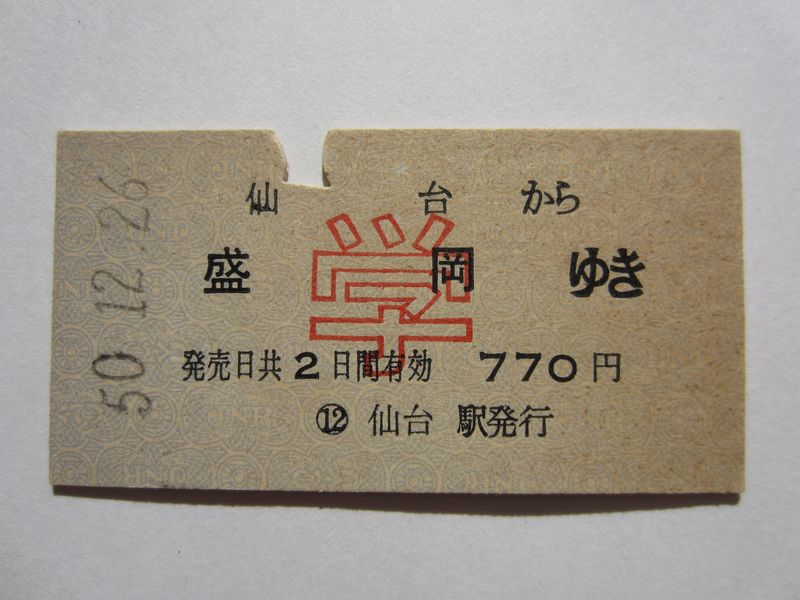 50.12.26
仙台から
盛岡ゆき
学
発売日共2日間有効 770円
⑫ 仙台 駅発行